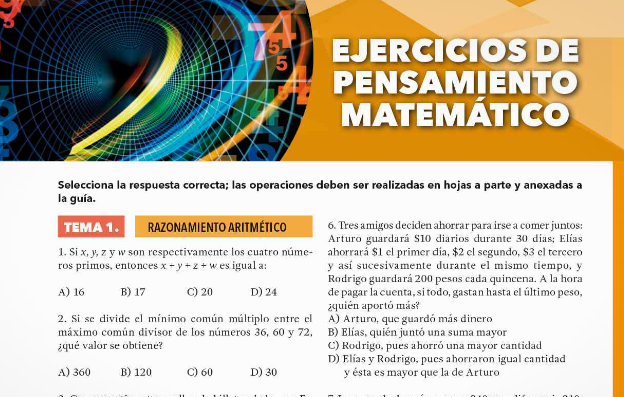 EJERCICIOS DE
PENSAMIENTO
MATEMÁTICO
Selecciona la respuesta correcta; las operaciones deben ser realizadas en hojas a parte y anexadas a
la guía.
TEMA 1. RAZONAMIENTO ARITMÉTICO
1. Si x, y, z y w son respectivamente los cuatro núme-
ros primos, entonces x + y + z + w es igual a:
A) 16 B) 17 C) 20 D) 24
2. Si se divide el mínimo común múltiplo entre el
máximo común divisor de los números 36, 60 y 72,
¿qué valor se obtiene?
A) 360 B) 120 C) 60 D) 30
6. Tres amigos deciden ahorrar para irse a comer juntos:
Arturo guardará $10 diarios durante 30 días; Elías
ahorrará $1 el primer día, $2 el segundo, $3 el tercero
y así sucesivamente durante el mismo tiempo, y
Rodrigo guardará 200 pesos cada quincena. A la hora
de pagar la cuenta, si todo, gastan hasta el último peso,
¿quién aportó más?
A) Arturo, que guardó más dinero
B) Elías, quién juntó una suma mayor
C) Rodrigo, pues ahorró una mayor cantidad
D) Elías y Rodrigo, pues ahorraron igual cantidad
y ésta es mayor que la de Arturo